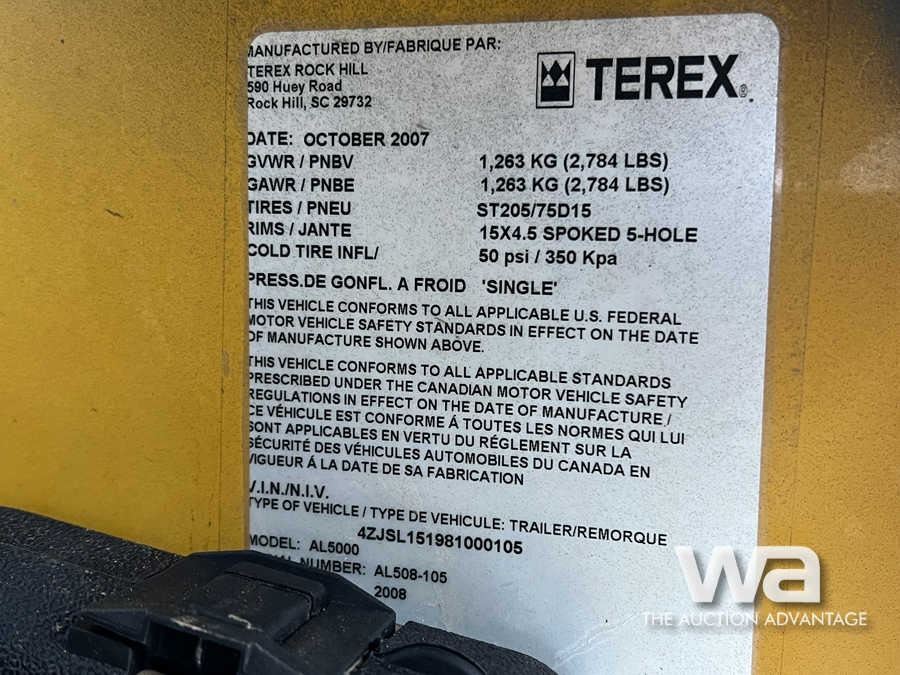 MANUFACTURED BY/FABRIQUE PAR:
TEREX ROCK HILL
590 Huey Road
Rock Hill, SC 29732
TEREX®
DATE: OCTOBER 2007
GVWR / PNBV 1,263 KG (2,784 LBS)
GAWR / PNBE 1,263 KG (2,784 LBS)
TIRES / PNEU ST205/75D15
RIMS / JANTE 15X4.5 SPOKED 5-HOLE
COLD TIRE INFL/ 50 psi / 350 Kpa
PRESS.DE GONFL. A FROID 'SINGLE'
THIS VEHICLE CONFORMS TO ALL APPLICABLE U.S. FEDERAL
MOTOR VEHICLE SAFETY STANDARDS IN EFFECT ON THE DATE
OF MANUFACTURE SHOWN ABOVE.
THIS VEHICLE CONFORMS TO ALL APPLICABLE STANDARDS
PRESCRIBED UNDER THE CANADIAN MOTOR VEHICLE SAFETY
REGULATIONS IN EFFECT ON THE DATE OF MANUFACTURE /
CE VÉHICULE EST CONFORME Á TOUTES LES NORMES QUI LUI
SONT APPLICABLES EN VERTU DU RÉGLEMENT SUR LA
SÉCURITÉ DES VÉHICULES AUTOMOBILES DU CANADA EN
VIGUEUR Á LA DATE DE SA FABRICATION
V.I.N./N.I.V.
TYPE OF VEHICLE / TYPE DE VEHICULE: TRAILER/REMORQUE
4ZJSL151981000105
MODEL: AL5000
NUMBER: AL508-105
2008
wa
THE AUCTION ADVANTAGE